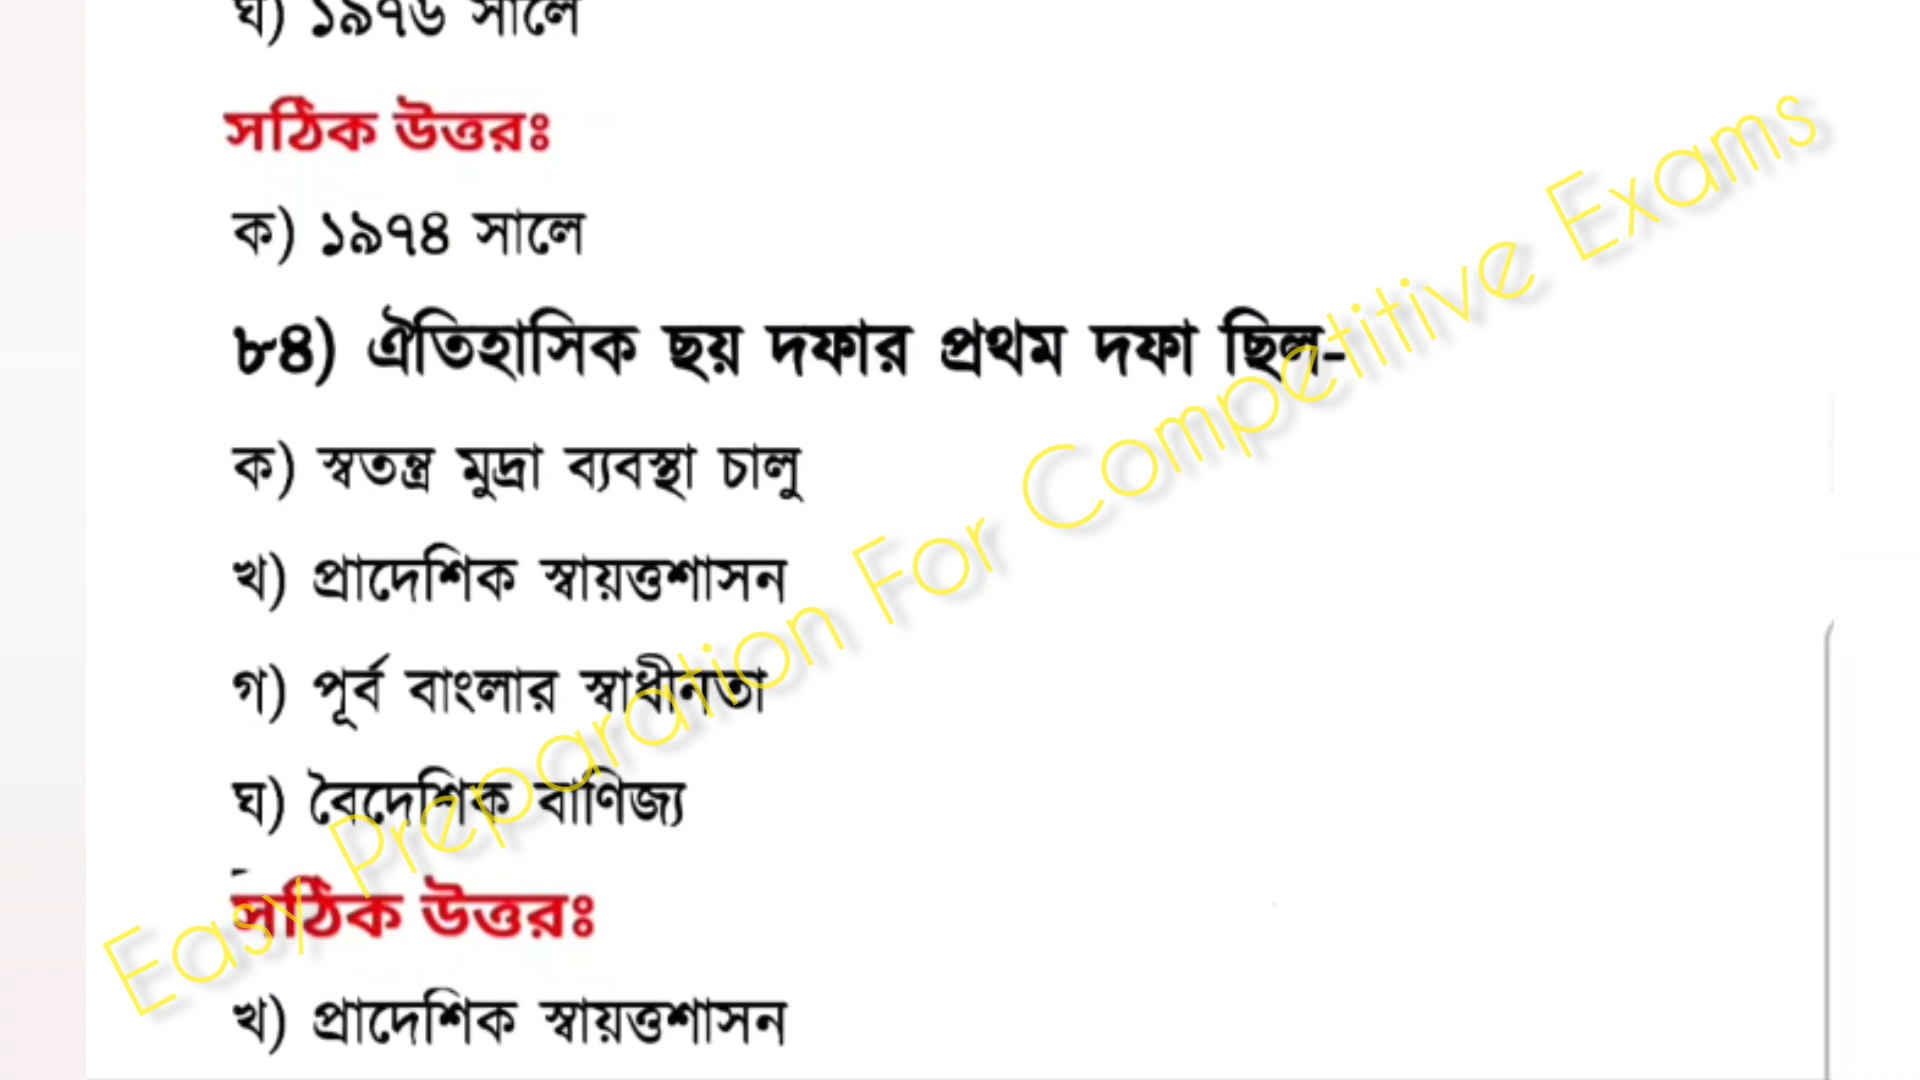 ঘ) ১৯৭৬ সালে
সঠিক উত্তরঃ
ক) ১৯৭৪ সালে
৮৪) ঐতিহাসিক ছয় দফার প্রথম দফা ছিল-
ক) স্বতন্ত্র মুদ্রা ব্যবস্থা চালু
খ) প্রাদেশিক স্বায়ত্তশাসন
গ) পূর্ব বাংলার স্বাধীনতা
ঘ) বৈদেশিক বাণিজ্য
সঠিক উত্তরঃ
খ) প্রাদেশিক স্বায়ত্তশাসন
Easy Preparation For Competitive Exams